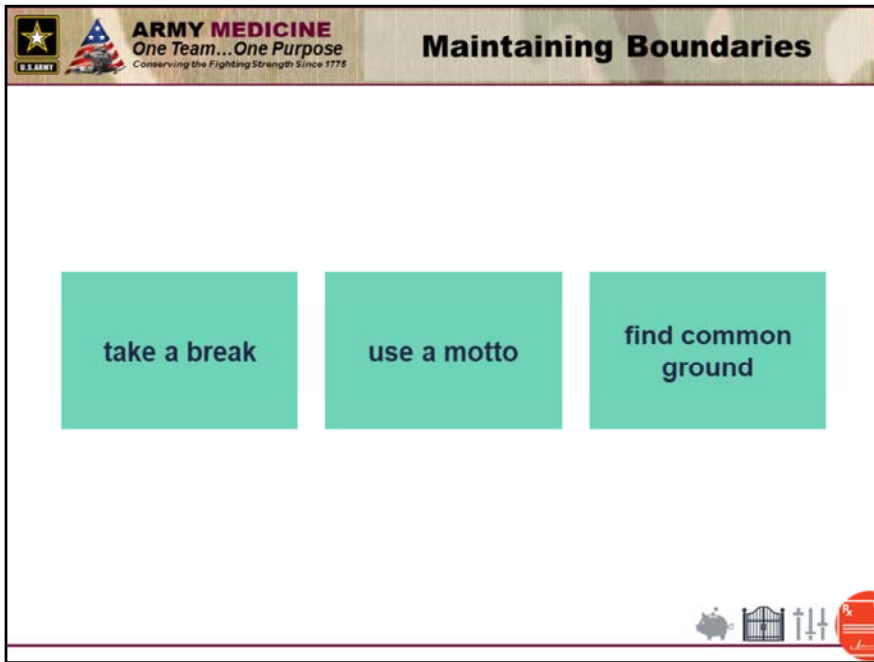 U.S.ARMY
ARMY MEDICINE
One Team...One Purpose
Conserving the Fighting Strength Since 1775
Maintaining Boundaries
take a break
use a motto
find common
ground
Rx